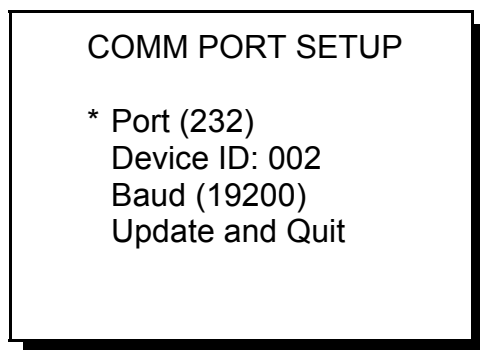 COMM PORT SETUP
* Port (232)
Device ID: 002
Baud (19200)
Update and Quit